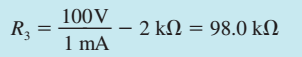 R₃ = 100V / 1 mA − 2 kΩ = 98.0 kΩ